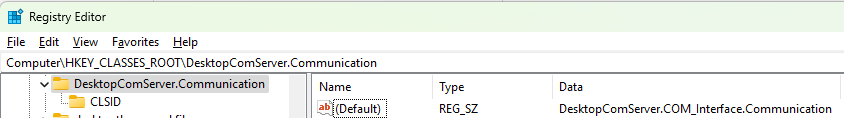 Registry Editor
File Edit View Favorites Help
Computer\HKEY_CLASSES_ROOT\DesktopComServer.Communication
DesktopComServer.Communication
CLSID
Name Type Data
ab (Default) REG_SZ DesktopComServer.COM_Interface.Communication